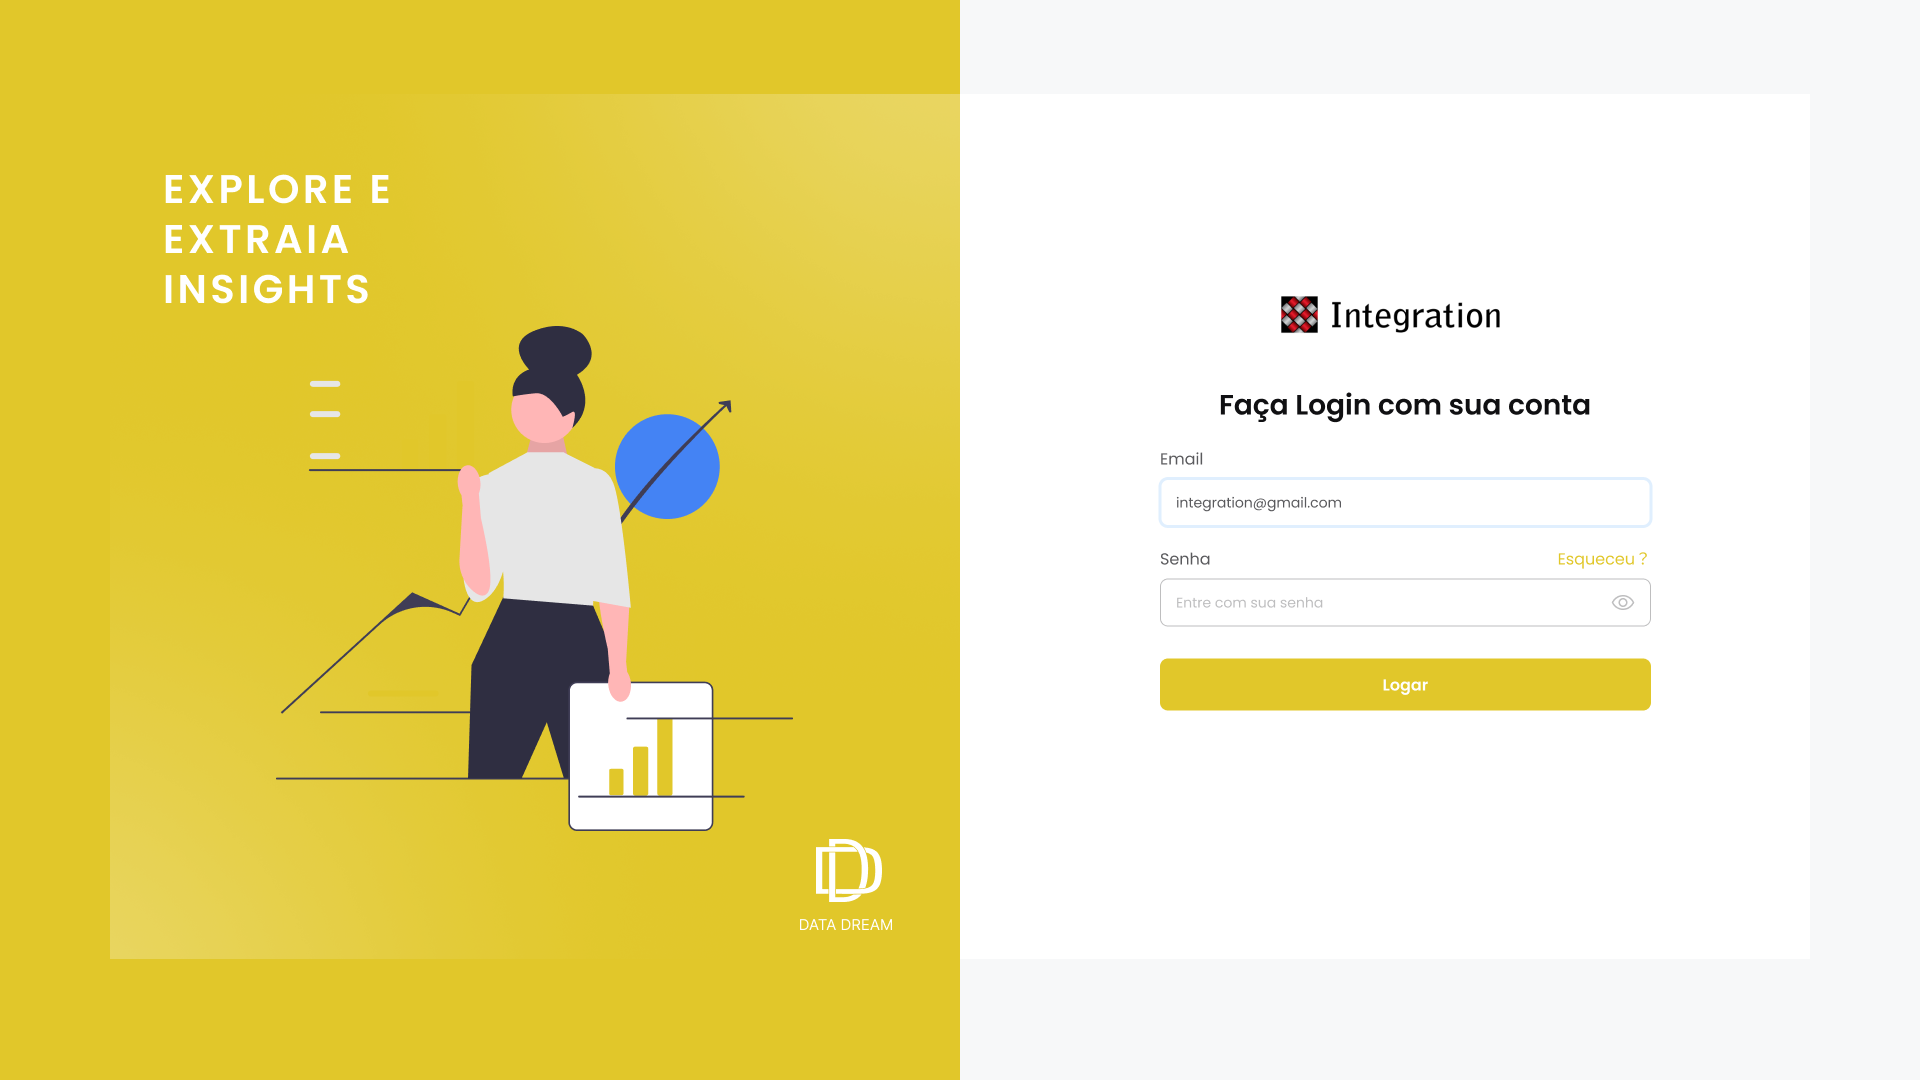 EXPLORE E
EXTRAIA
INSIGHTS
DATA DREAM
Integration
Faça Login com sua conta
Email
integration@gmail.com
Senha
Esqueceu ?
Entre com sua senha
Logar